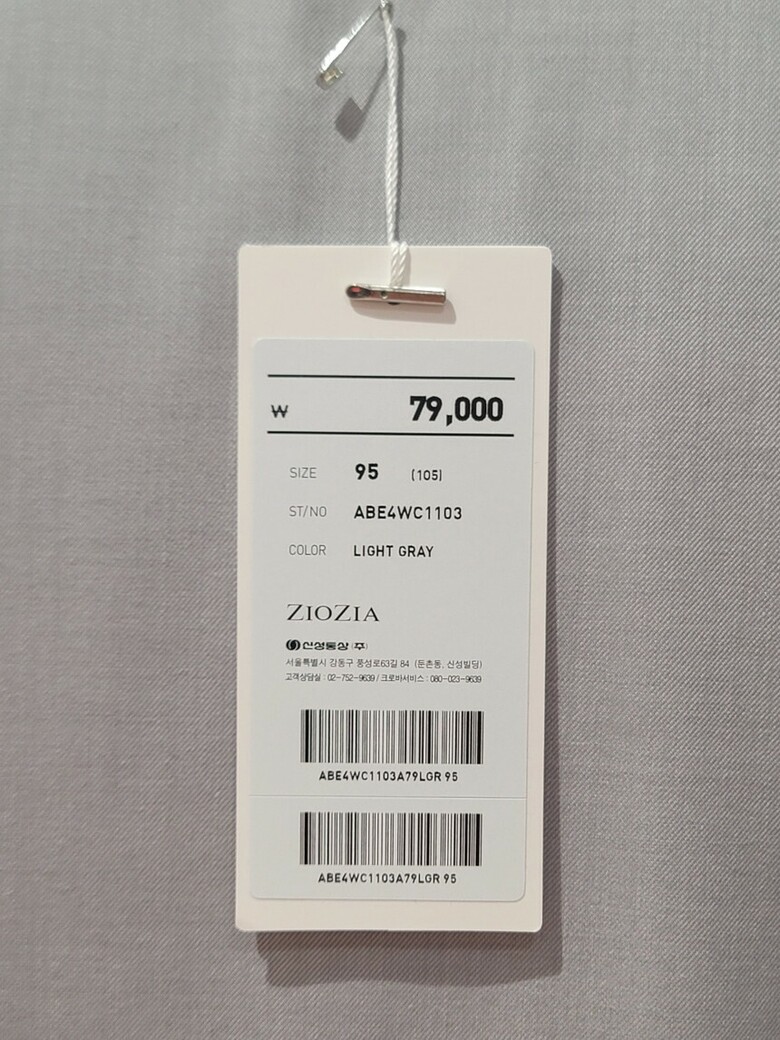 ₩ 79,000
SIZE 95 (105)
ST/NO ABE4WC1103
COLOR LIGHT GRAY
ZIOZIA
신성통상(주)
서울특별시 강동구 풍성로63길 84 (둔촌동, 신성빌딩)
고객상담실 : 02-752-9639 / 크로바서비스 : 080-023-9639
ABE4WC1103A79LGR 95
ABE4WC1103A79LGR 95